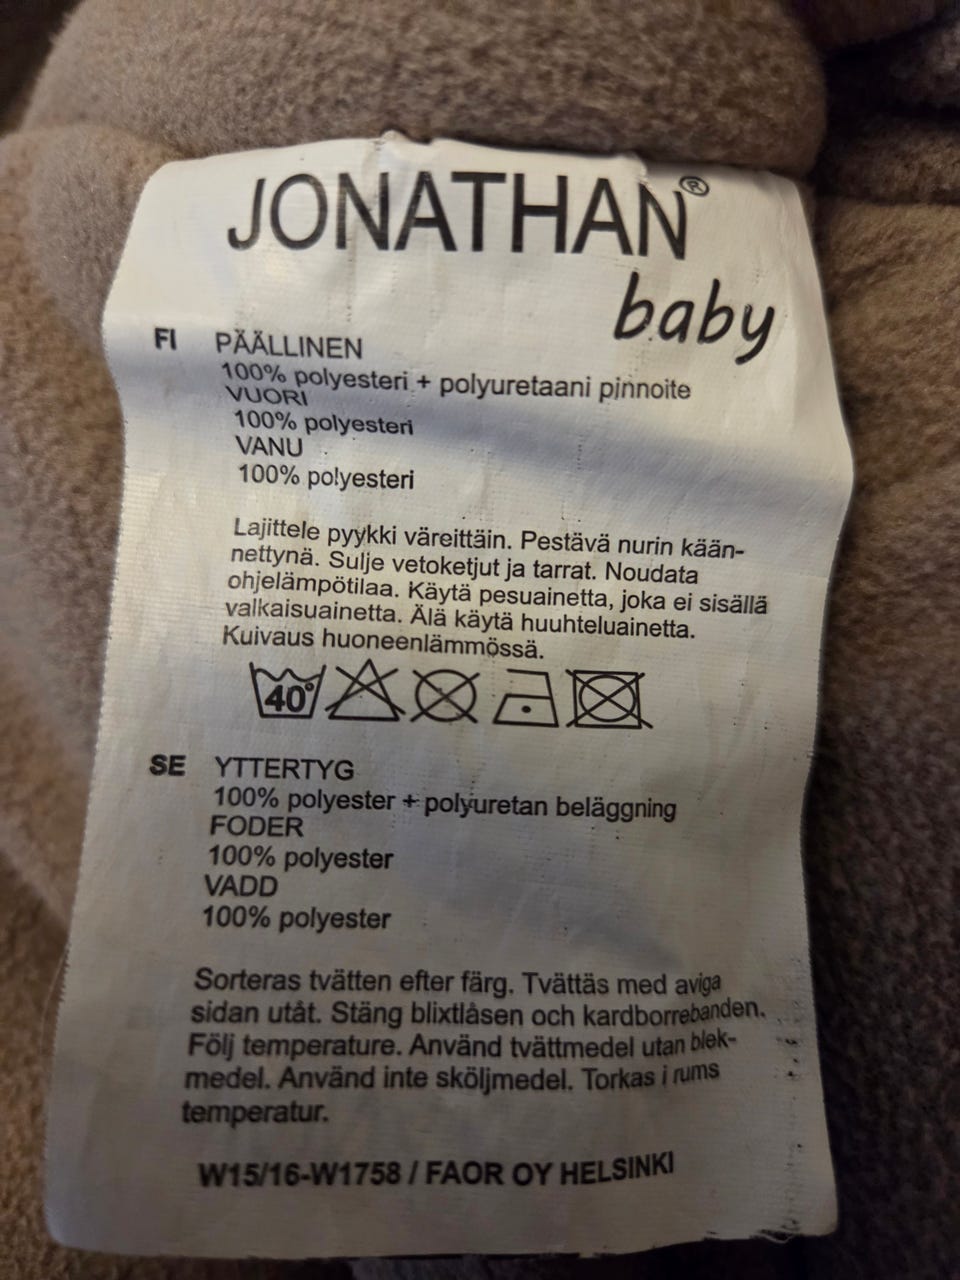 JONATHAN®
baby
FI PÄÄLLINEN
100% polyesteri + polyuretaani pinnoite
VUORI
100% polyesteri
VANU
100% polyesteri
Lajittele pyykki väreittäin. Pestävä nurin kään-
nettynä. Sulje vetoketjut ja tarrat. Noudata
ohjelämpötilaa. Käytä pesuainetta, joka ei sisällä
valkaisuainetta. Älä käytä huuhteluainetta.
Kuivaus huoneenlämmössä.
40°
SE YTTERTYG
100% polyester + polyuretan beläggning
FODER
100% polyester
VADD
100% polyester
Sorteras tvätten efter färg. Tvättäs med aviga
sidan utåt. Stäng blixtlåsen och kardborrebanden.
Följ temperature. Använd tvättmedel utan blek-
medel. Använd inte sköljmedel. Torkas i rums
temperatur.
W15/16-W1758 / FAOR OY HELSINKI